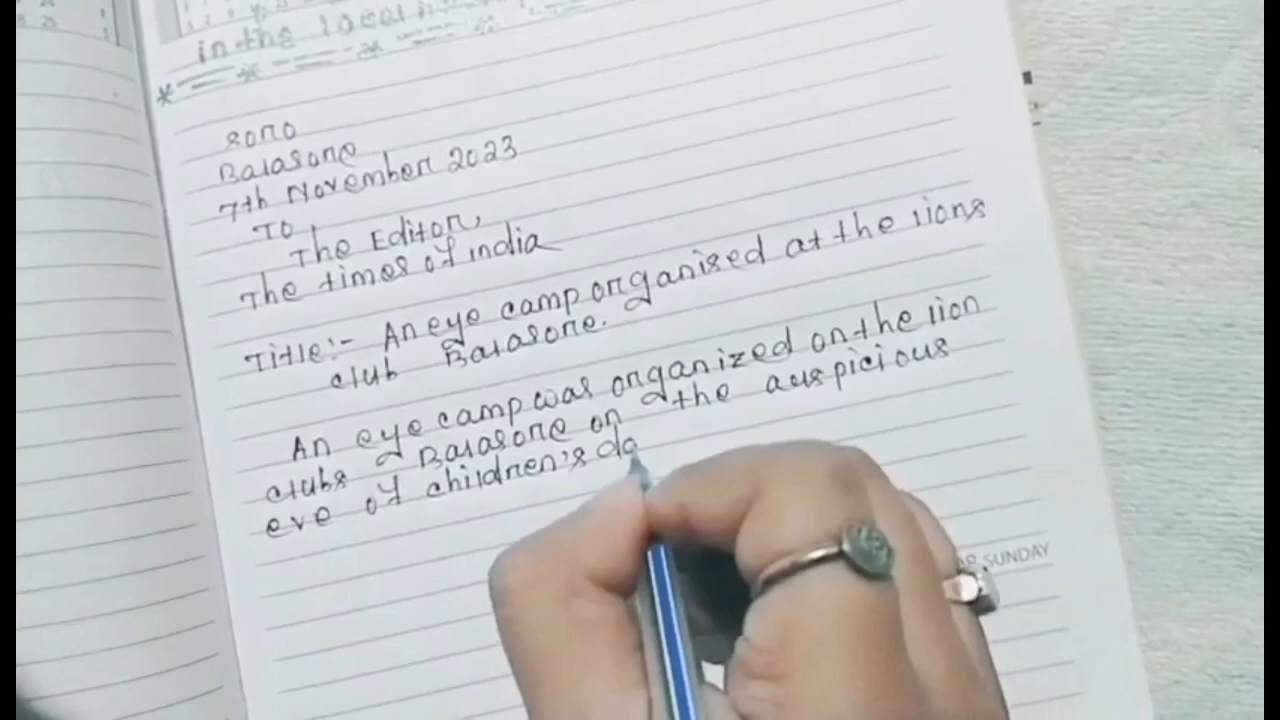 in the local
Soro
Balasore
7th November 2023
To
The Editor,
The times of india
Title:- An eye camp organised at the lions
club Balasore.
An eye camp was organized on the lion
clubs Balasore on the auspicious
eve of children's da
SUNDAY